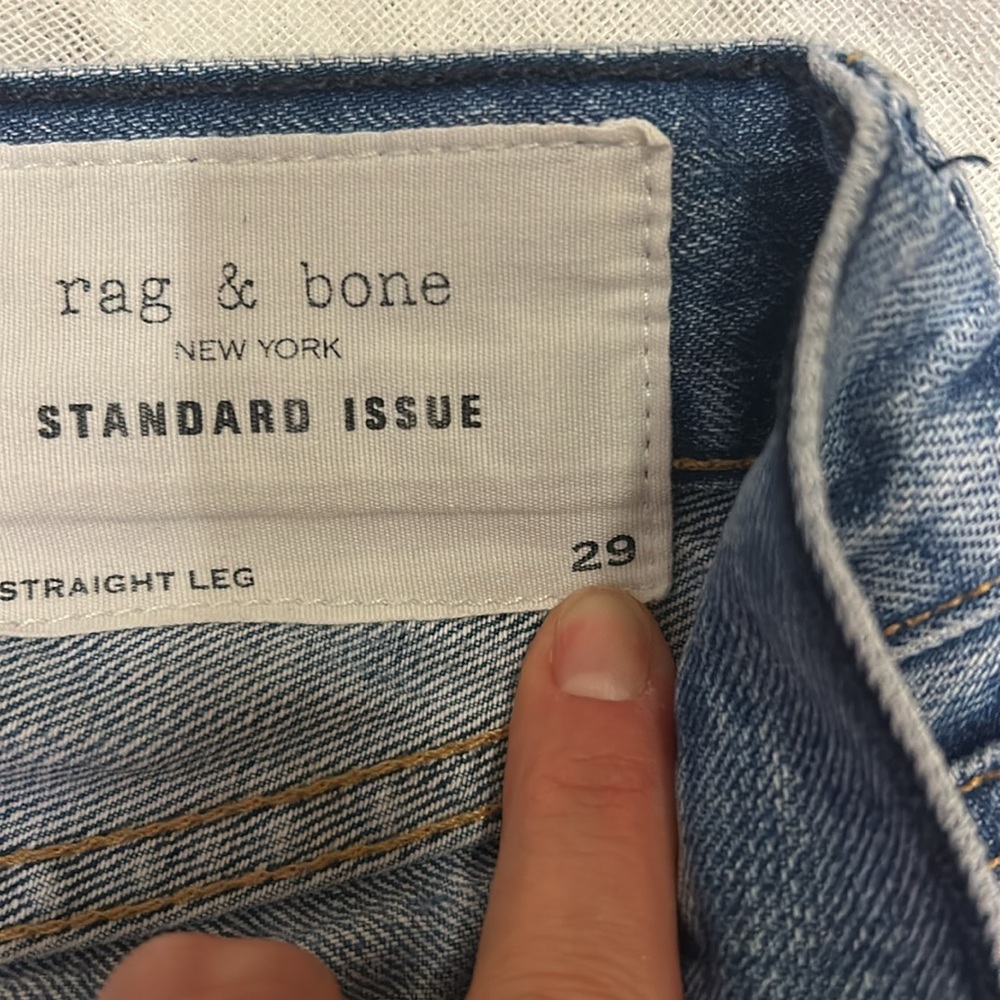 rag & bone
NEW YORK
STANDARD ISSUE
STRAIGHT LEG
29